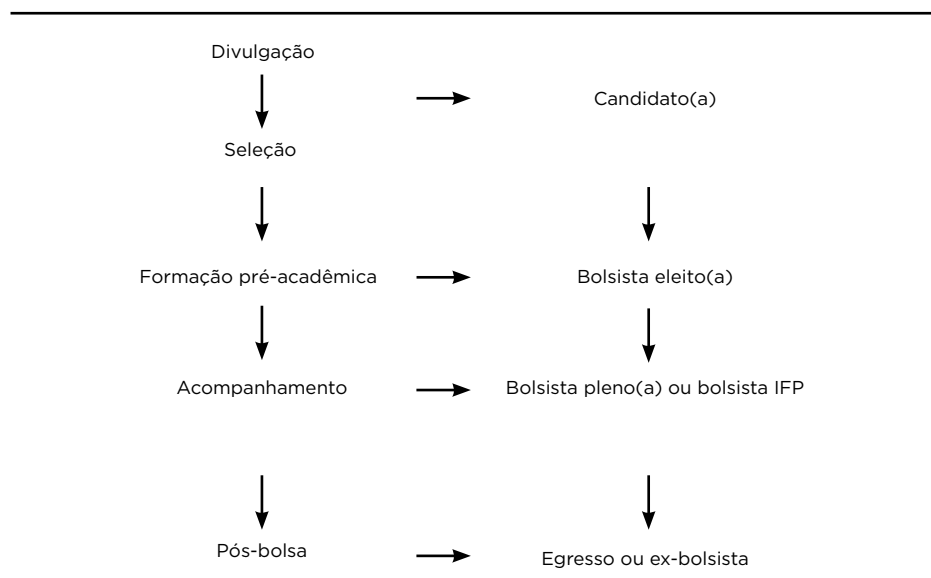 Divulgação
Candidato(a)
Seleção
Formação pré-acadêmica
Bolsista eleito(a)
Acompanhamento
Bolsista pleno(a) ou bolsista IFP
Pós-bolsa
Egresso ou ex-bolsista